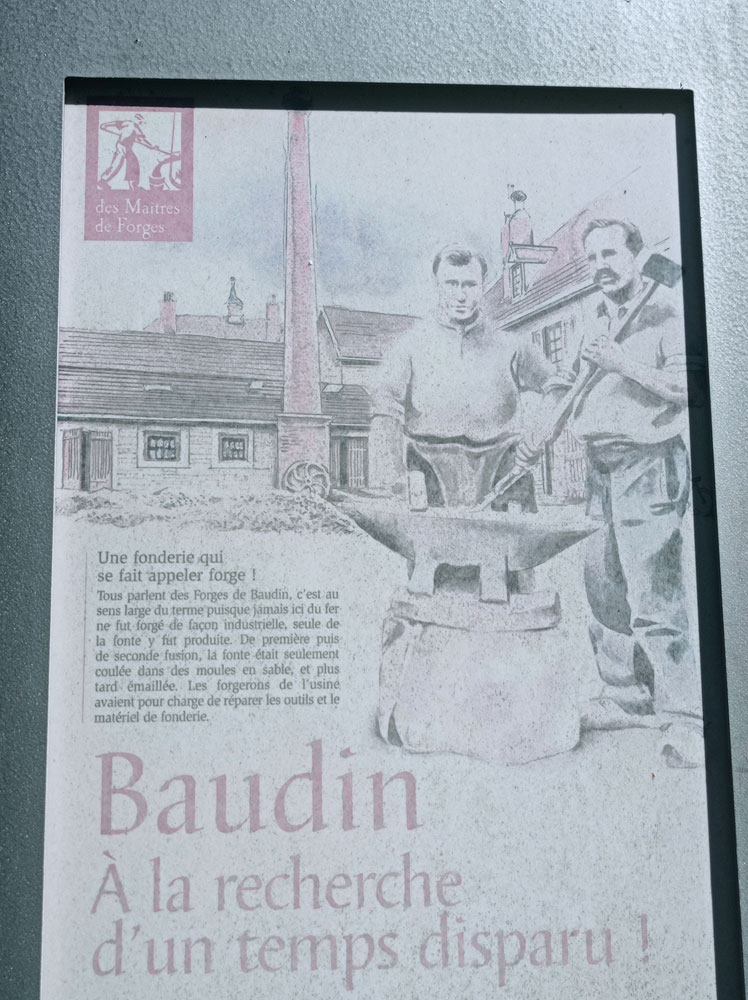 des Maîtres
de Forges
Une fonderie qui
se fait appeler forge !
Tous parlent des Forges de Baudin, c'est au
sens large du terme puisque jamais ici du fer
ne fut forgé de façon industrielle, seule de
la fonte y fut produite. De première puis
de seconde fusion, la fonte était seulement
coulée dans des moules en sable, et plus
tard émaillée. Les forgerons de l'usine
avaient pour charge de réparer les outils et le
matériel de fonderie.
Baudin
À la recherche
d'un temps disparu !